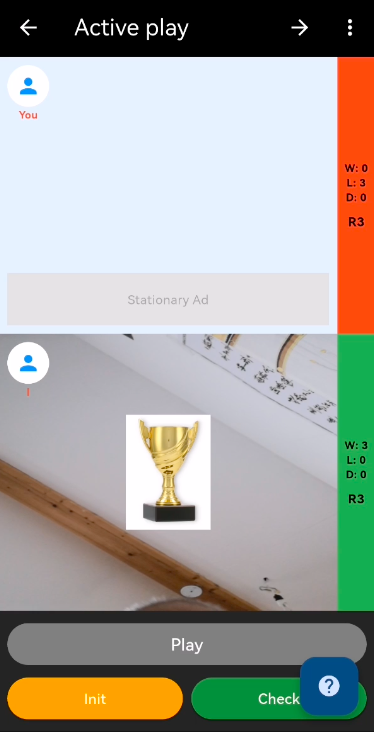 Active play
You
W: 0
L: 3
D: 0
R3
Stationary Ad
I
W: 3
L: 0
D: 0
R3
Play
Init
Check